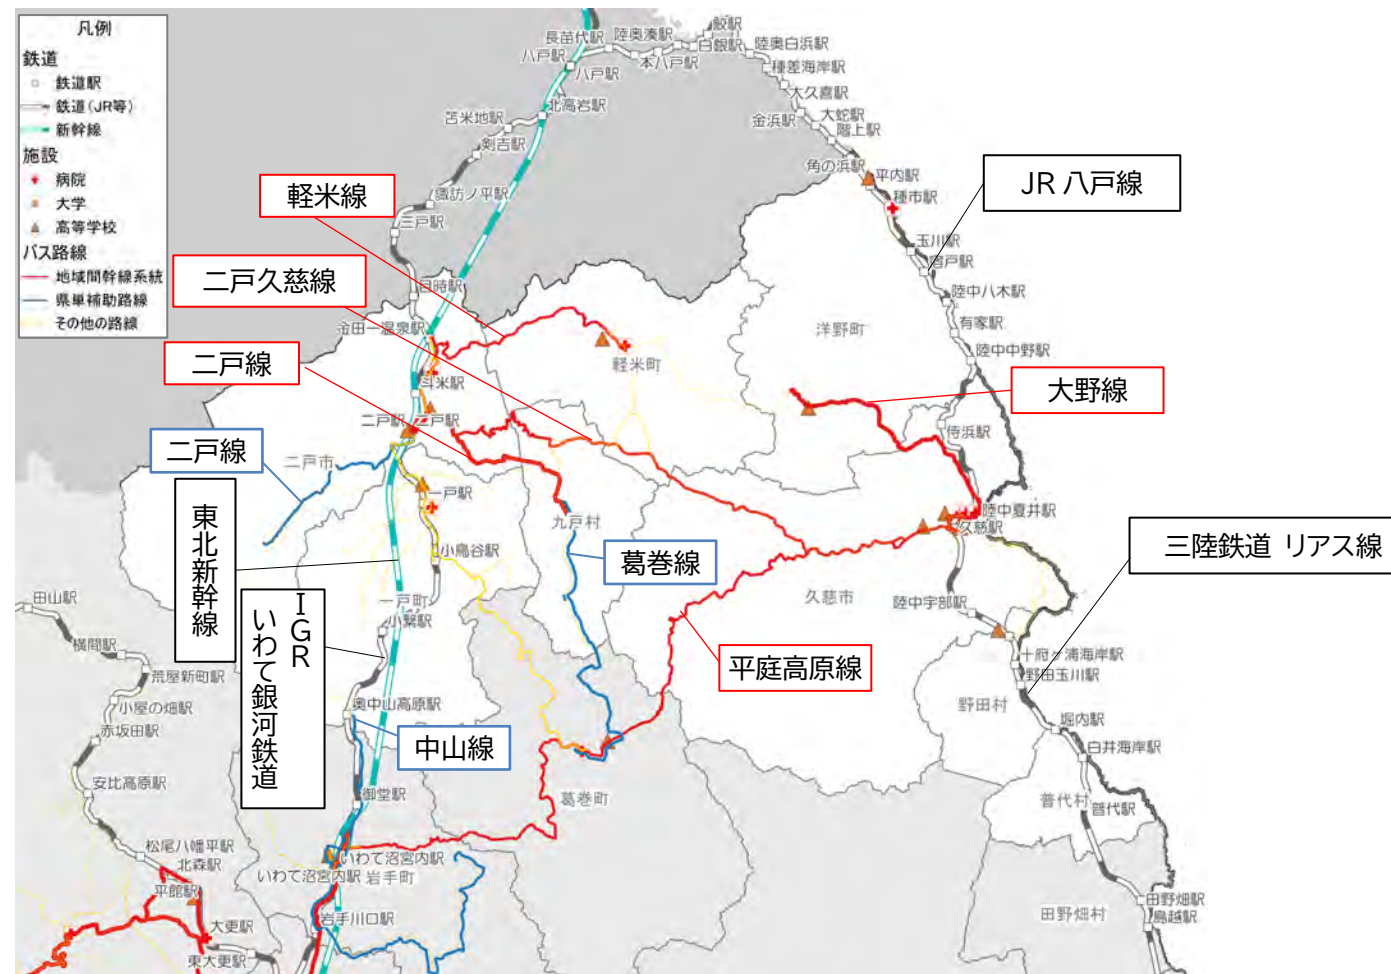 凡例
鉄道
鉄道駅
鉄道(JR等)
新幹線
施設
病院
大学
高等学校
バス路線
地域間幹線系統
県単補助路線
その他の路線
長苗代駅
陸奥湊駅
鮫駅
白銀駅
陸奥白浜駅
八戸駅
八戸駅
本八戸駅
種差海岸駅
大久喜駅
北高岩駅
苫米地駅
金浜駅
大蛇駅
階上駅
剣吉駅
角の浜駅
平内駅
諏訪ノ平駅
種市駅
三戸駅
玉川駅
宿戸駅
目時駅
陸中八木駅
金田一温泉駅
有家駅
洋野町
陸中中野駅
軽米町
斗米駅
二戸駅
二戸駅
侍浜駅
二戸市
一戸駅
陸中夏井駅
九戸村
久慈駅
小鳥谷駅
一戸町
小繋駅
久慈市
陸中宇部駅
田山駅
横間駅
荒屋新町駅
小屋の畑駅
赤坂田駅
安比高原駅
十府ヶ浦海岸駅
野田玉川駅
野田村
堀内駅
白井海岸駅
奥中山高原駅
御堂駅
葛巻町
普代村
普代駅
松尾八幡平駅
北森駅
平館駅
大更駅
東大更駅
いわて沼宮内駅
いわて沼宮内駅
岩手町
岩手川口駅
田野畑村
田野畑駅
島越駅
軽米線
二戸久慈線
二戸線
二戸線
東北新幹線
IGR
いわて銀河鉄道
中山線
葛巻線
平庭高原線
大野線
JR 八戸線
三陸鉄道 リアス線